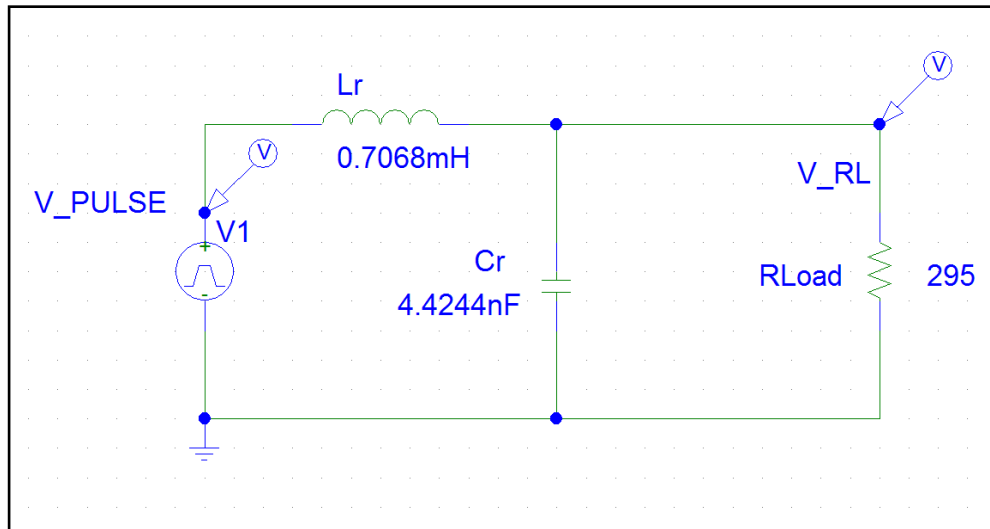 Lr
V
0.7068mH
V
V_PULSE
V1
+
-
V_RL
Cr
4.4244nF
RLoad 295